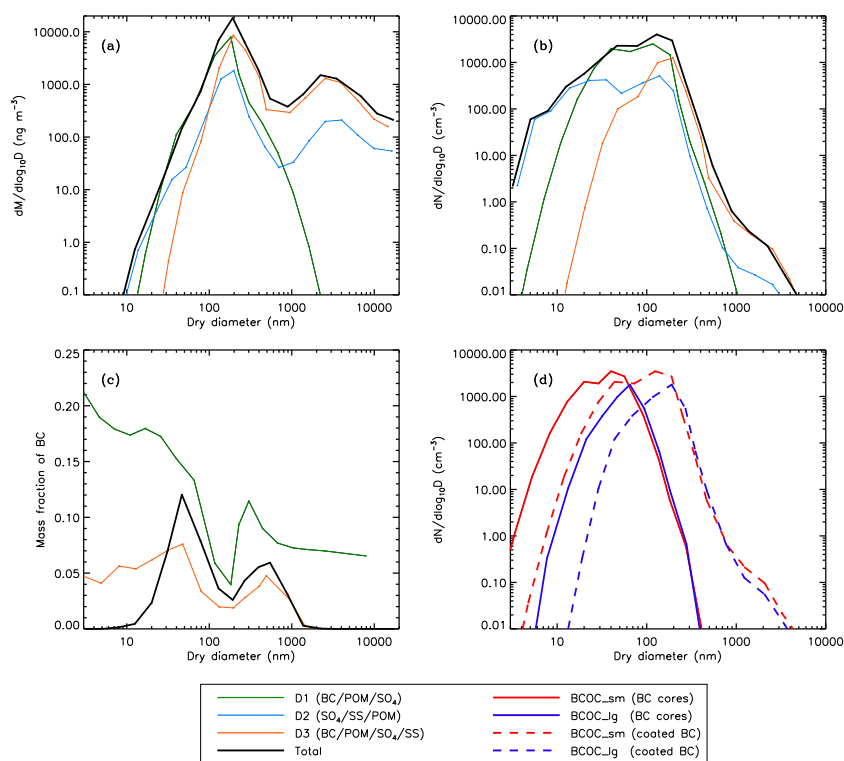 (a)
10000.0
1000.0
100.0
10.0
1.0
0.1
dM/dlog10D (ng m−3)
10 100 1000 10000
Dry diameter (nm)
(b)
10000.00
1000.00
100.00
10.00
1.00
0.10
0.01
dN/dlog10D (cm−3)
10 100 1000 10000
Dry diameter (nm)
(c)
0.25
0.20
0.15
0.10
0.05
0.00
Mass fraction of BC
10 100 1000 10000
Dry diameter (nm)
(d)
10000.00
1000.00
100.00
10.00
1.00
0.10
0.01
dN/dlog10D (cm−3)
10 100 1000 10000
Dry diameter (nm)
D1 (BC/POM/SO4)
D2 (SO4/SS/POM)
D3 (BC/POM/SO4/SS)
Total
BCOC_sm (BC cores)
BCOC_lg (BC cores)
BCOC_sm (coated BC)
BCOC_lg (coated BC)